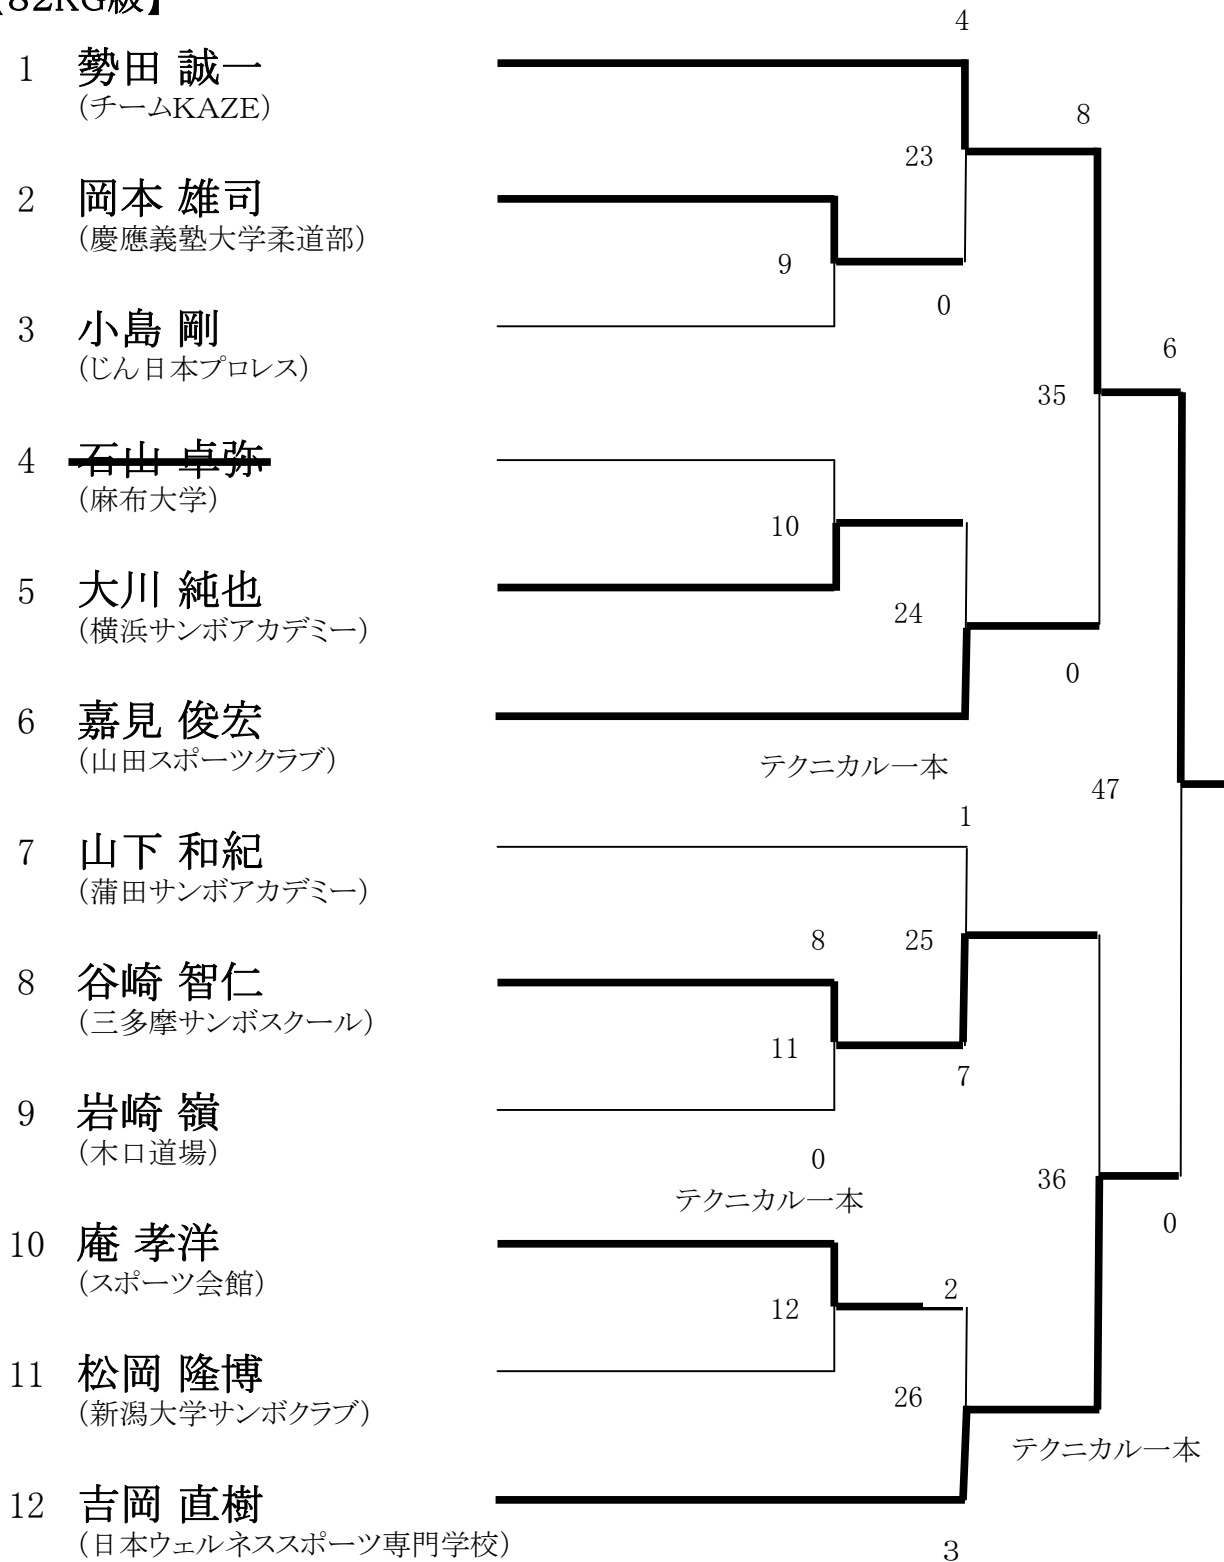 【82KG級】
4
1 勢田 誠一
(チームKAZE)
8
23
2 岡本 雄司
(慶應義塾大学柔道部)
9
0
3 小島 剛
(じん日本プロレス)
6
35
4 石山 卓弥
(麻布大学)
10
5 大川 純也
(横浜サンボアカデミー)
24
0
6 嘉見 俊宏
(山田スポーツクラブ)
テクニカル一本
47
1
7 山下 和紀
(蒲田サンボアカデミー)
8
25
8 谷崎 智仁
(三多摩サンボスクール)
11
7
9 岩崎 嶺
(木口道場)
0
36
テクニカル一本
0
10 庵 孝洋
(スポーツ会館)
2
12
11 松岡 隆博
(新潟大学サンボクラブ)
26
テクニカル一本
12 吉岡 直樹
(日本ウェルネススポーツ専門学校)
3